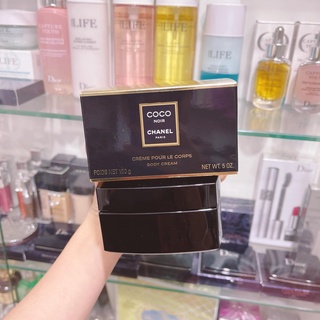 LIFE
LIFE
Dior
COCO
NOIR
CHANEL
PARIS
CRÈME POUR LE CORPS
BODY CREAM
POIDS NET 150 g
NET WT. 5 OZ.